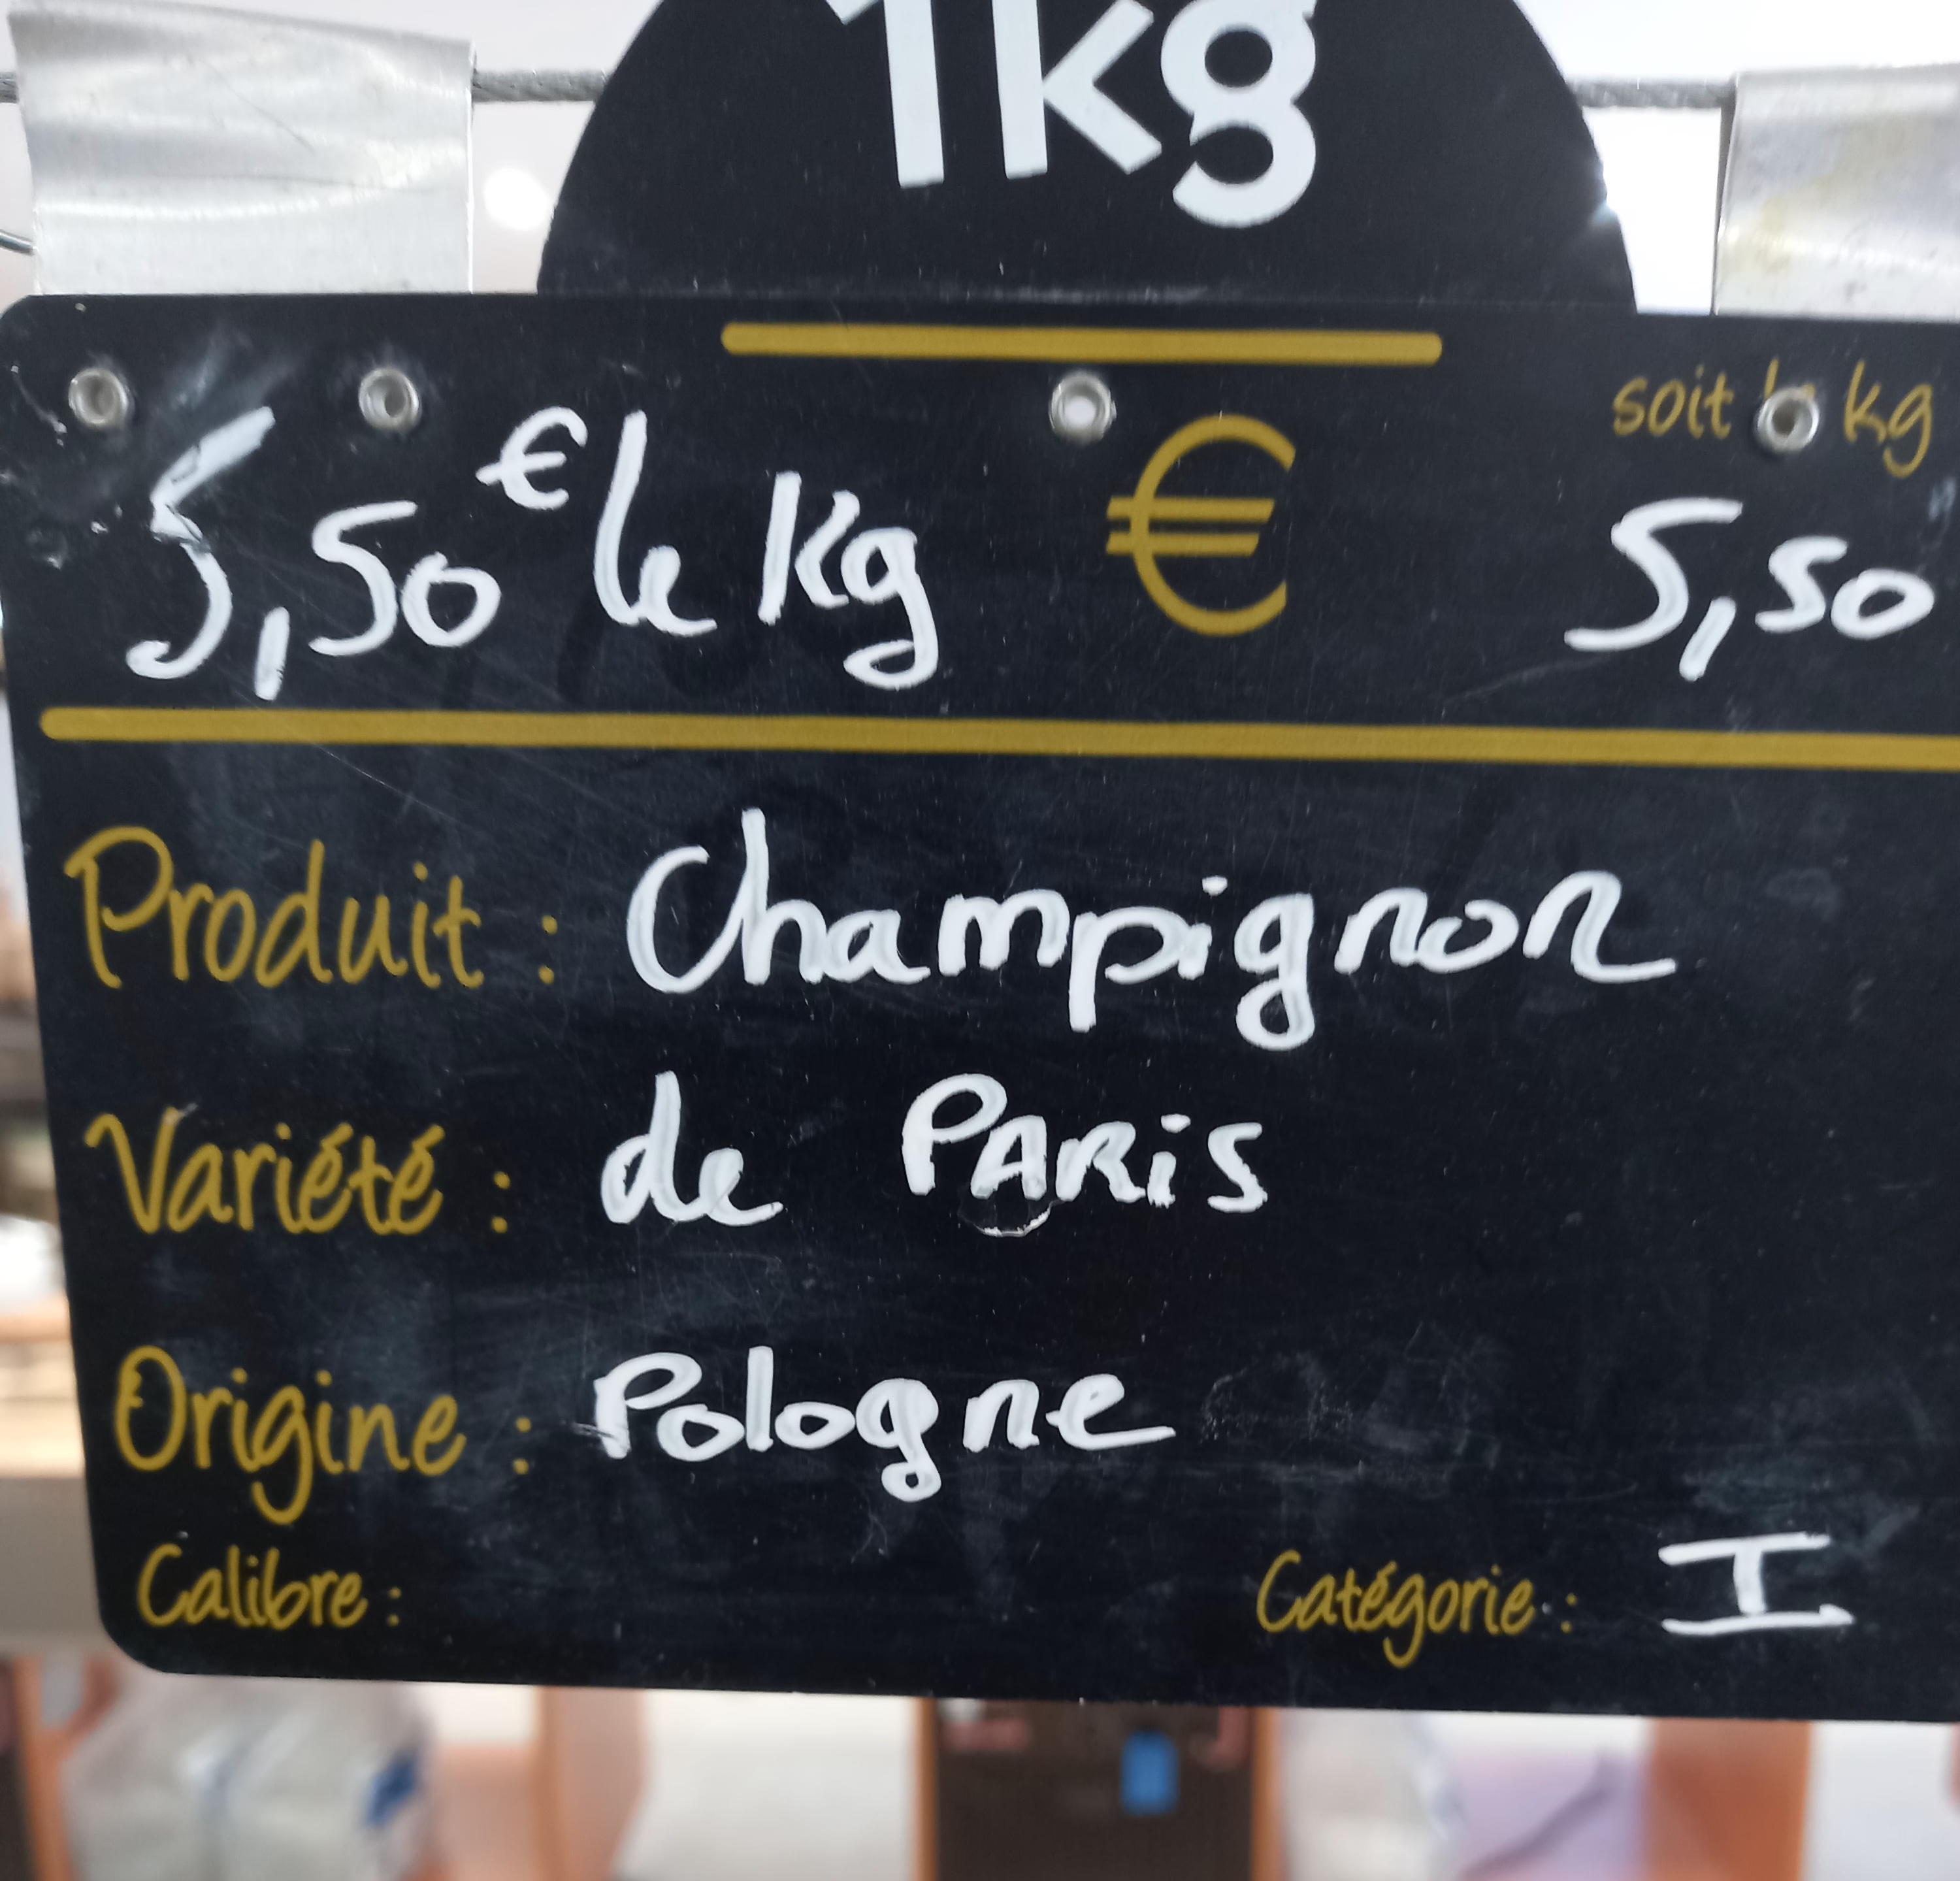 1kg
soit le kg
5,50 € le kg € 5,50
Produit : Champignon
Variété : de PARIS
Origine : Pologne
Calibre : Catégorie : I